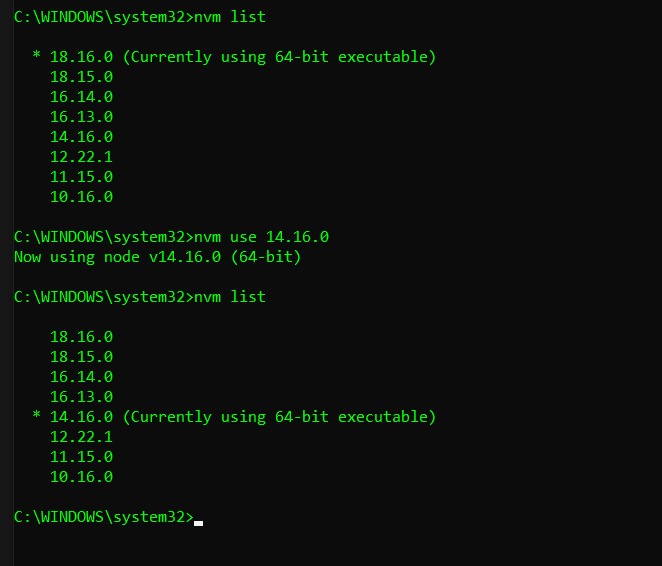 C:\WINDOWS\system32>nvm list
* 18.16.0 (Currently using 64-bit executable)
18.15.0
16.14.0
16.13.0
14.16.0
12.22.1
11.15.0
10.16.0
C:\WINDOWS\system32>nvm use 14.16.0
Now using node v14.16.0 (64-bit)
C:\WINDOWS\system32>nvm list
18.16.0
18.15.0
16.14.0
16.13.0
* 14.16.0 (Currently using 64-bit executable)
12.22.1
11.15.0
10.16.0
C:\WINDOWS\system32>